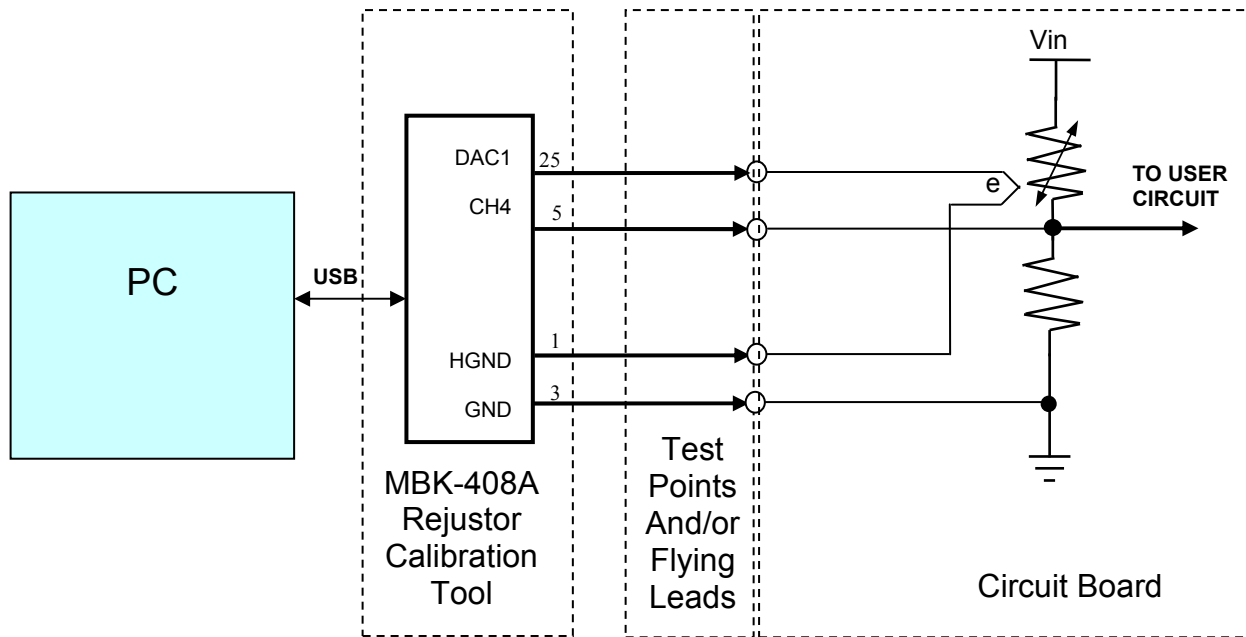 Vin
DAC1
25
CH4
5
e
TO USER
CIRCUIT
PC
USB
HGND
1
GND
3
MBK-408A
Rejustor
Calibration
Tool
Test
Points
And/or
Flying
Leads
Circuit Board